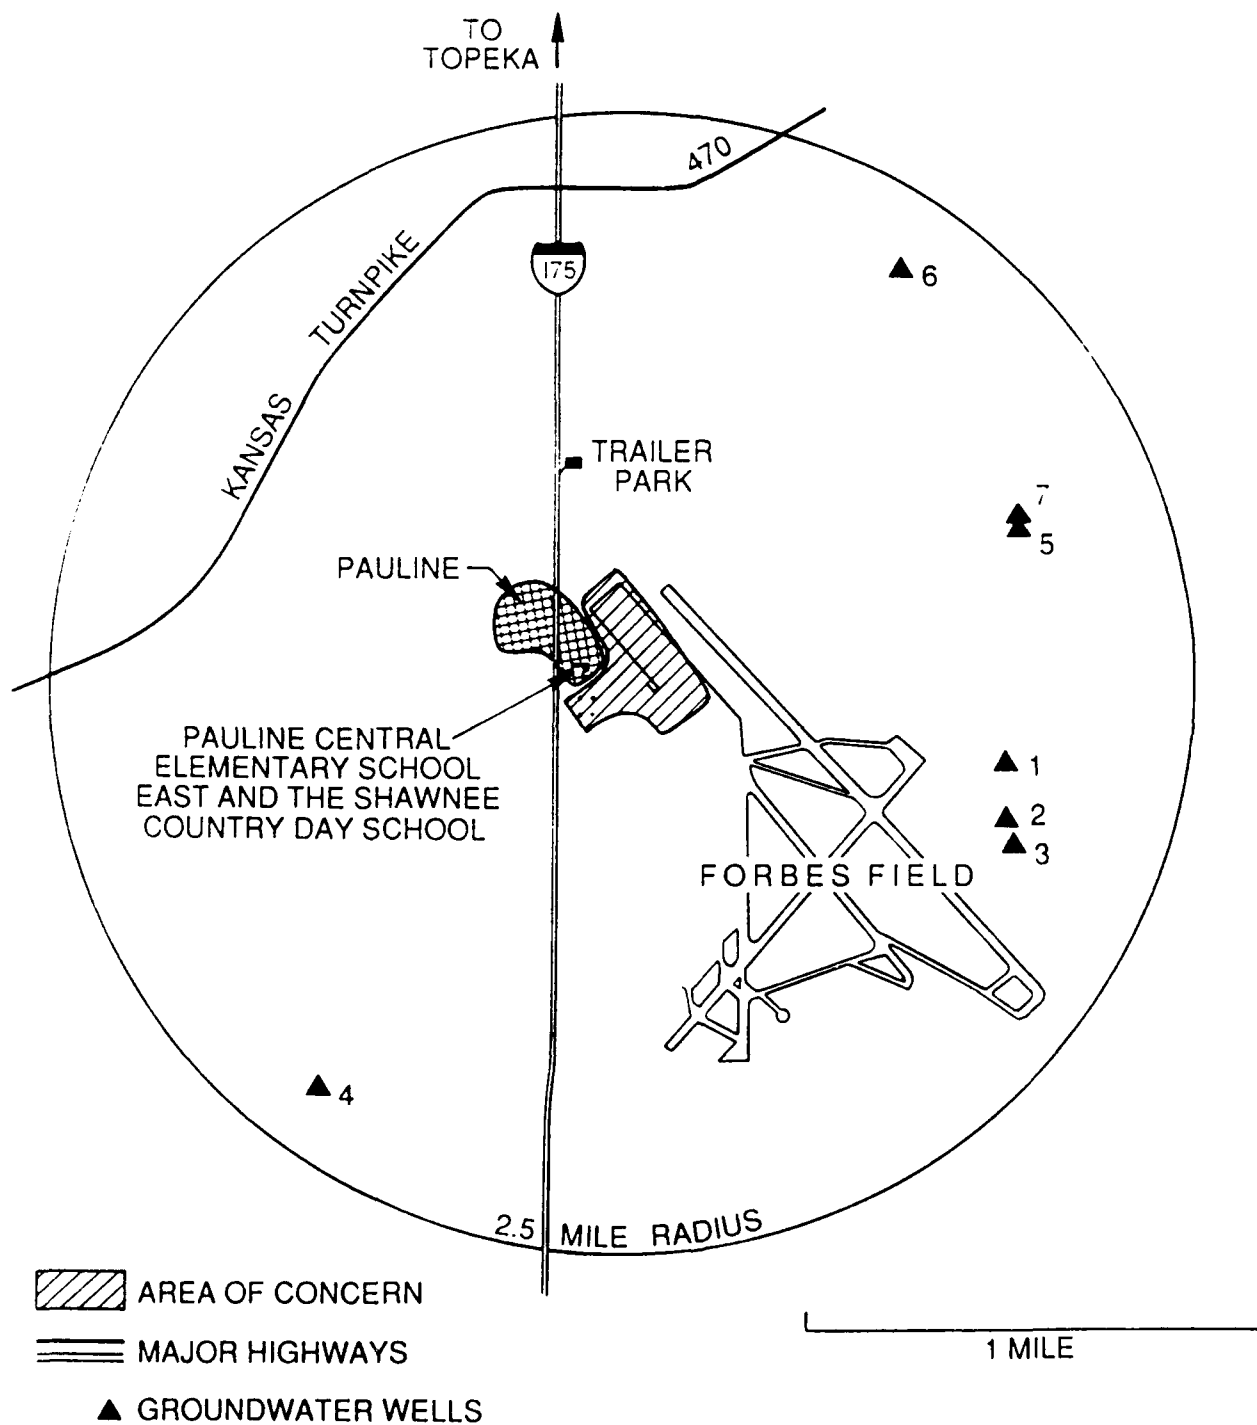 TO
TOPEKA
470
KANSAS TURNPIKE
175
6
TRAILER
PARK
7
5
PAULINE
PAULINE CENTRAL
ELEMENTARY SCHOOL
EAST AND THE SHAWNEE
COUNTRY DAY SCHOOL
1
2
3
FORBES FIELD
4
2.5 MILE RADIUS
AREA OF CONCERN
MAJOR HIGHWAYS
1 MILE
GROUNDWATER WELLS